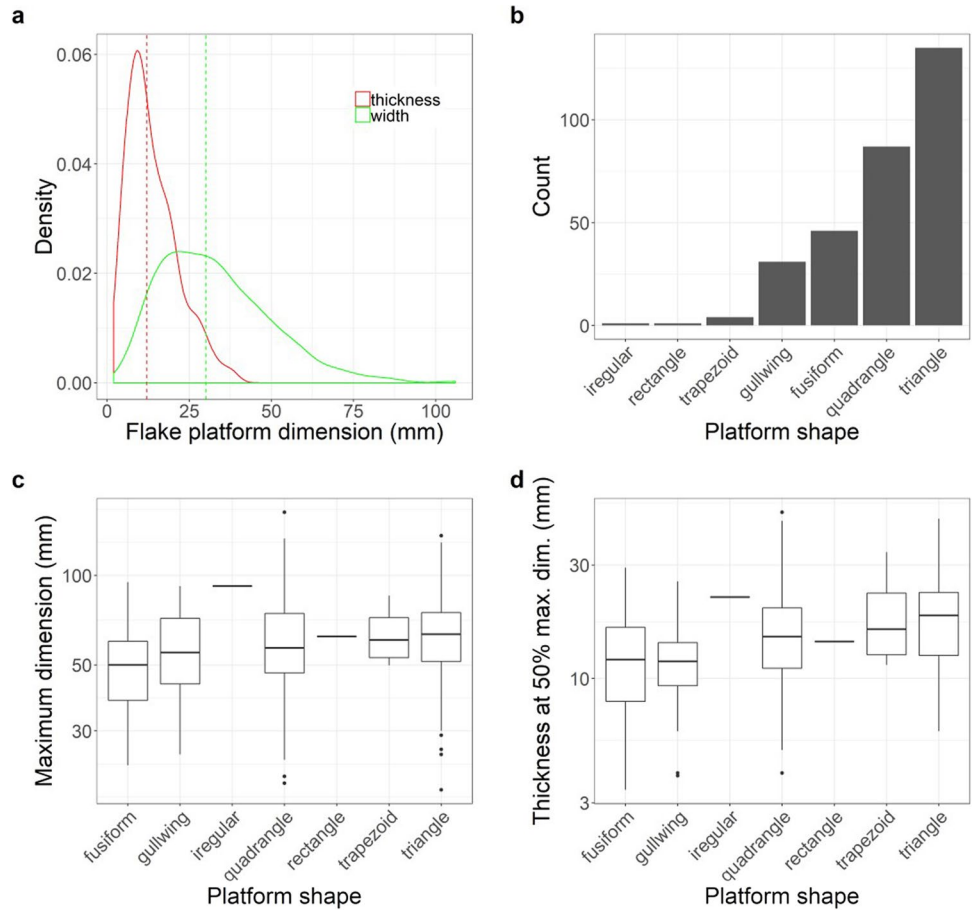 a
0.06
0.04
0.02
0.00
Density
thickness
width
0 25 50 75 100
Flake platform dimension (mm)
b
100
50
0
Count
iregular rectangle trapezoid gullwing fusiform quadrangle triangle
Platform shape
c
100
50
30
Maximum dimension (mm)
fusiform gullwing iregular quadrangle rectangle trapezoid triangle
Platform shape
d
30
10
3
Thickness at 50% max. dim. (mm)
fusiform gullwing iregular quadrangle rectangle trapezoid triangle
Platform shape